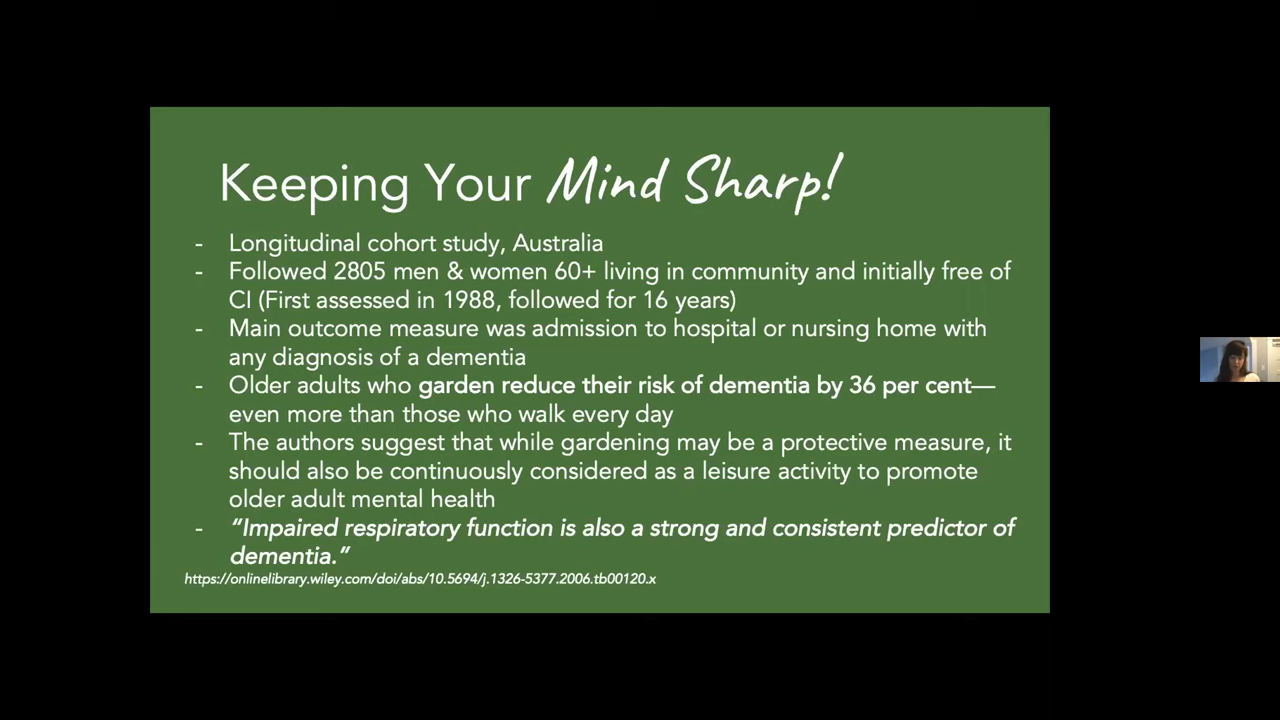 Keeping Your Mind Sharp!
- Longitudinal cohort study, Australia
- Followed 2805 men & women 60+ living in community and initially free of
CI (First assessed in 1988, followed for 16 years)
- Main outcome measure was admission to hospital or nursing home with
any diagnosis of a dementia
- Older adults who garden reduce their risk of dementia by 36 per cent—
even more than those who walk every day
- The authors suggest that while gardening may be a protective measure, it
should also be continuously considered as a leisure activity to promote
older adult mental health
- “Impaired respiratory function is also a strong and consistent predictor of
dementia.”
https://onlinelibrary.wiley.com/doi/abs/10.5694/j.1326-5377.2006.tb00120.x